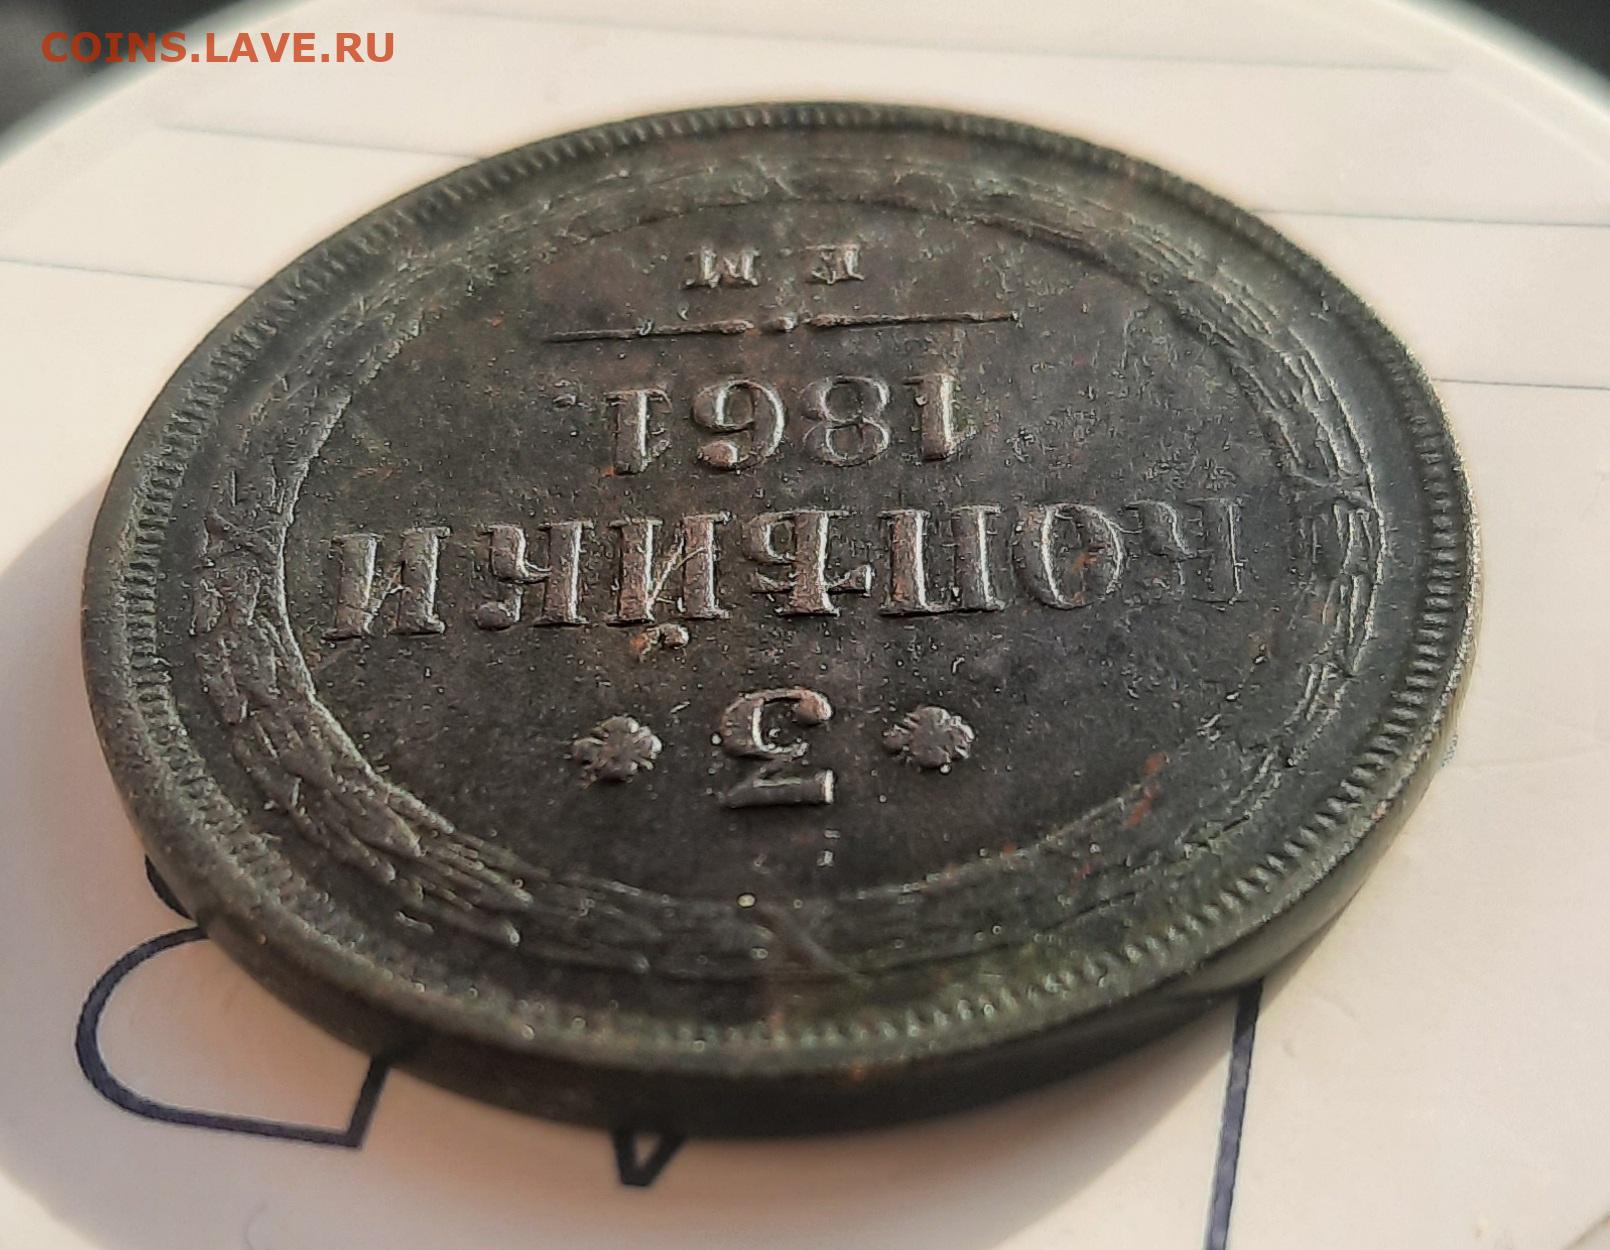 COINS.LAVE.RU
* 3 *
КОПѢЙКИ
1861
Е М